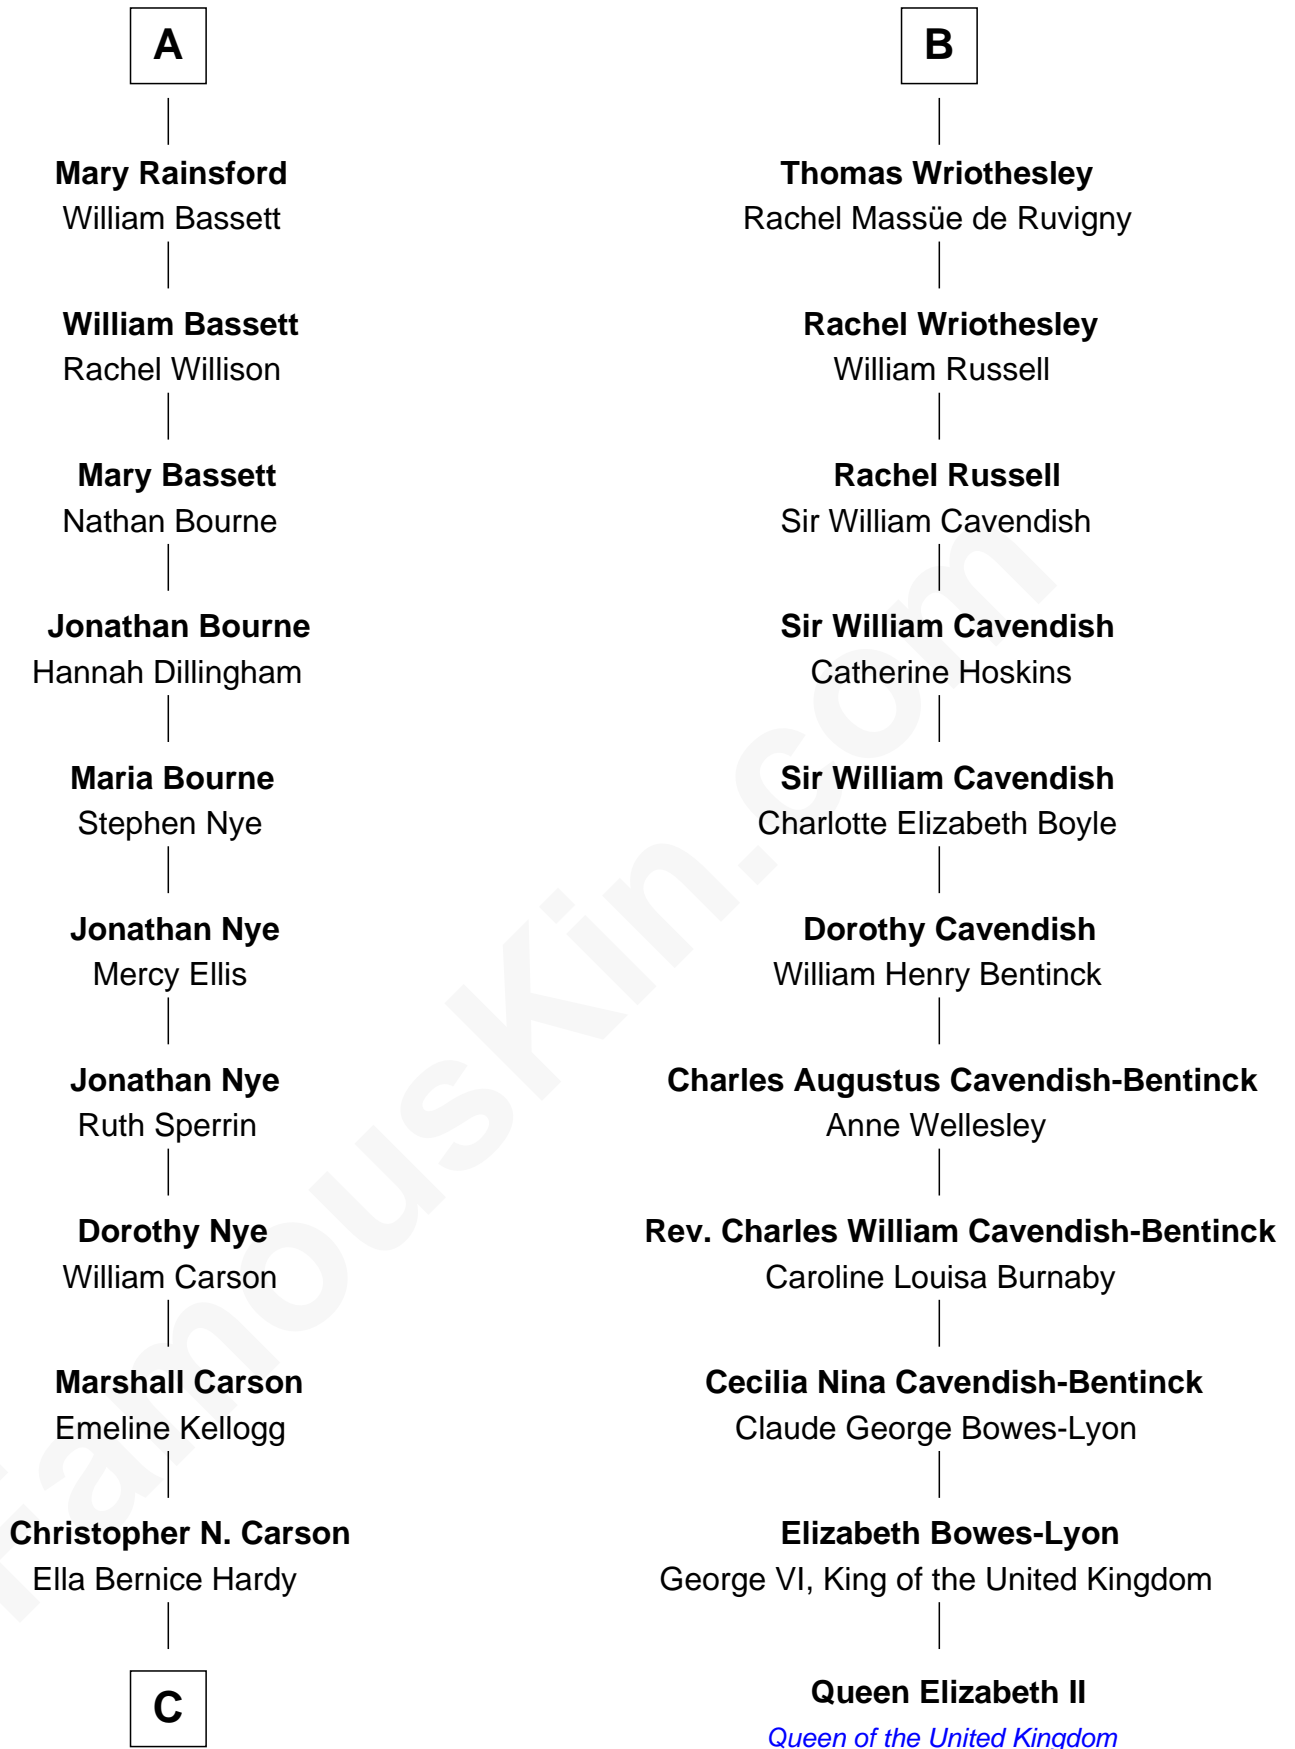 A
Mary Rainsford
William Bassett
William Bassett
Rachel Willison
Mary Bassett
Nathan Bourne
Jonathan Bourne
Hannah Dillingham
Maria Bourne
Stephen Nye
Jonathan Nye
Mercy Ellis
Jonathan Nye
Ruth Sperrin
Dorothy Nye
William Carson
Marshall Carson
Emeline Kellogg
Christopher N. Carson
Ella Bernice Hardy
C
B
Thomas Wriothesley
Rachel Massüe de Ruvigny
Rachel Wriothesley
William Russell
Rachel Russell
Sir William Cavendish
Sir William Cavendish
Catherine Hoskins
Sir William Cavendish
Charlotte Elizabeth Boyle
Dorothy Cavendish
William Henry Bentinck
Charles Augustus Cavendish-Bentinck
Anne Wellesley
Rev. Charles William Cavendish-Bentinck
Caroline Louisa Burnaby
Cecilia Nina Cavendish-Bentinck
Claude George Bowes-Lyon
Elizabeth Bowes-Lyon
George VI, King of the United Kingdom
Queen Elizabeth II
Queen of the United Kingdom
FamousKin.com